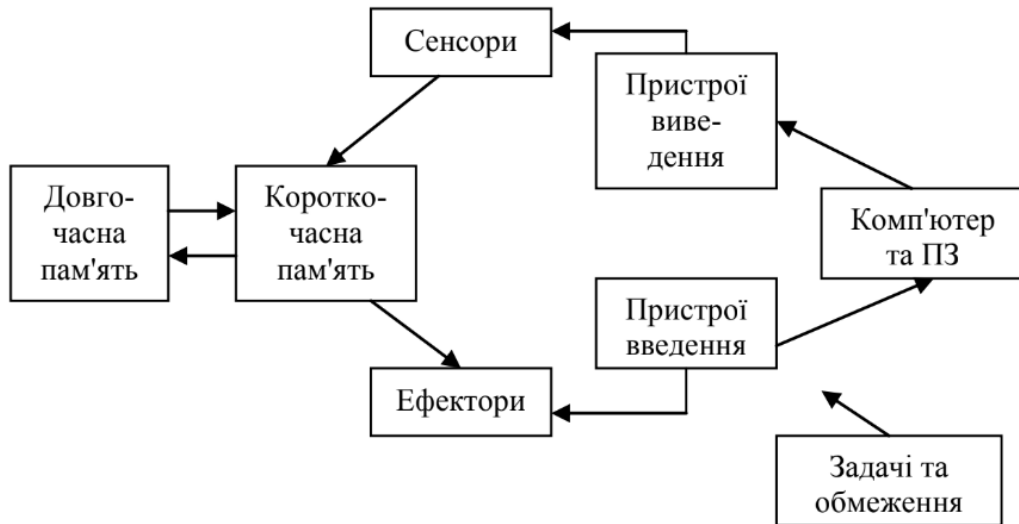 Сенсори
Пристрої
виве-
дення
Довго-
часна
пам'ять
Коротко-
часна
пам'ять
Комп'ютер
та ПЗ
Пристрої
введення
Ефектори
Задачі та
обмеження